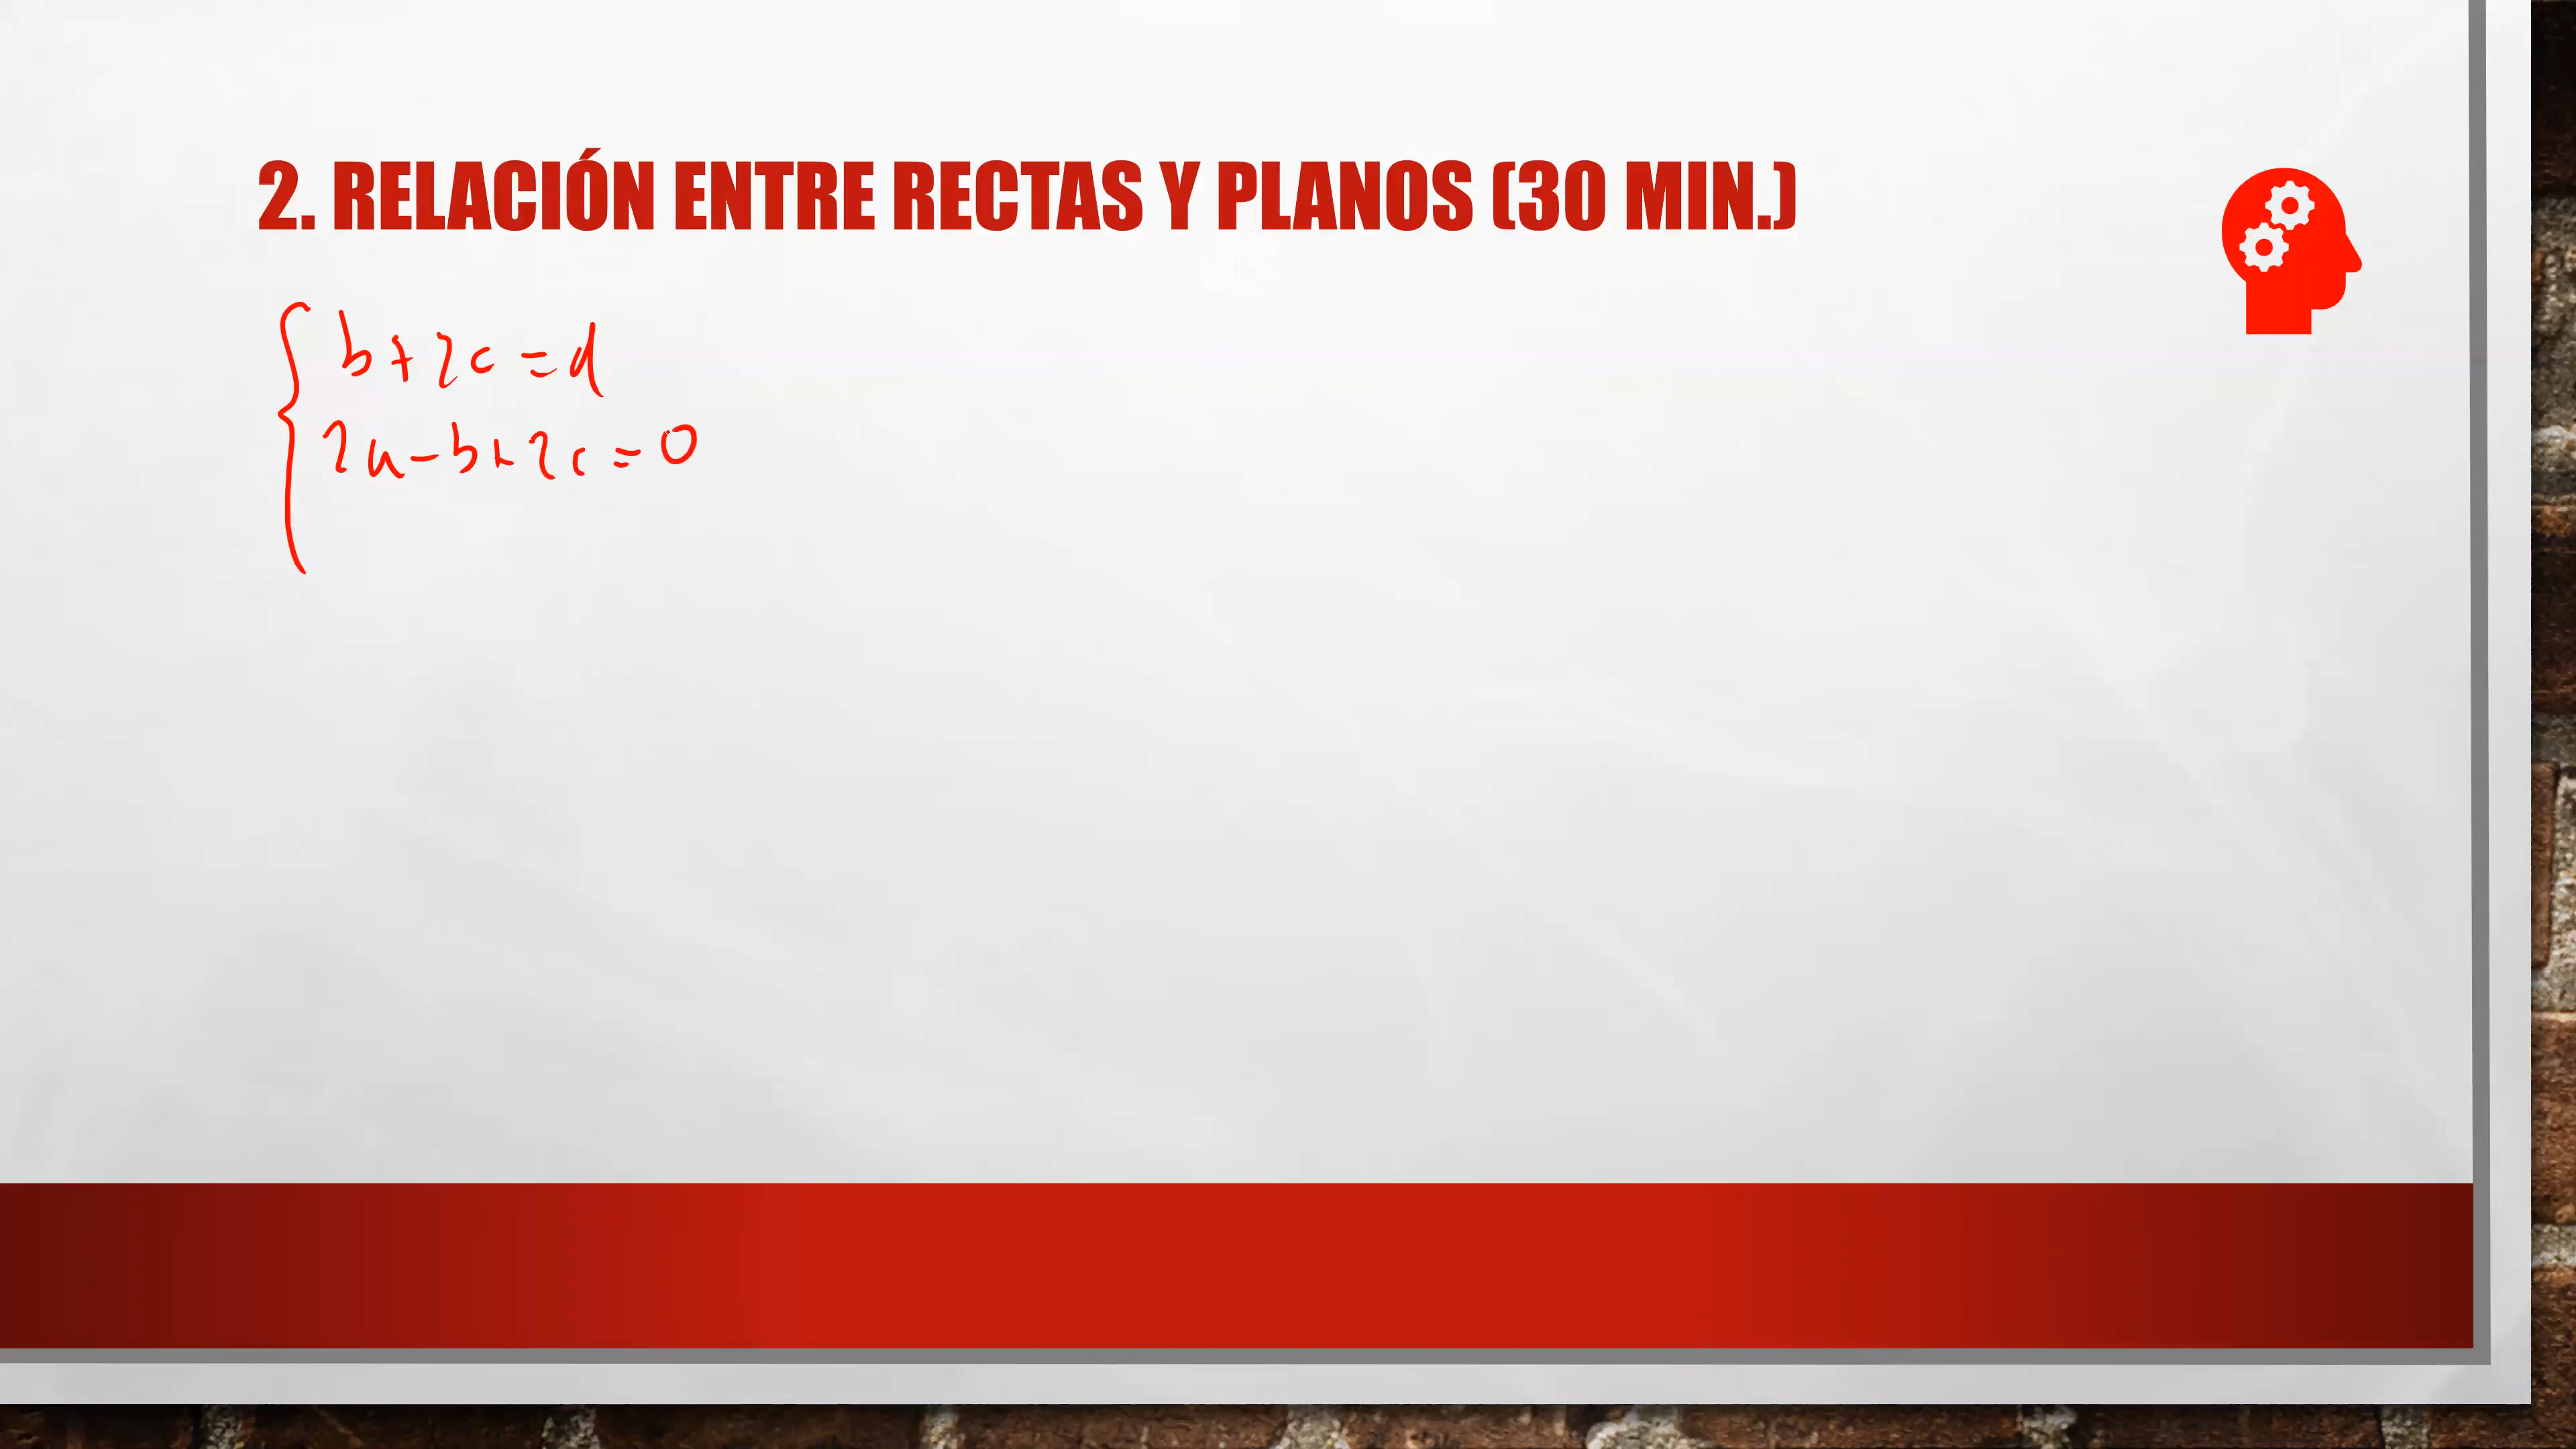 2. RELACIÓN ENTRE RECTAS Y PLANOS (30 MIN.)
b+2c=d
2a-b+2c=0